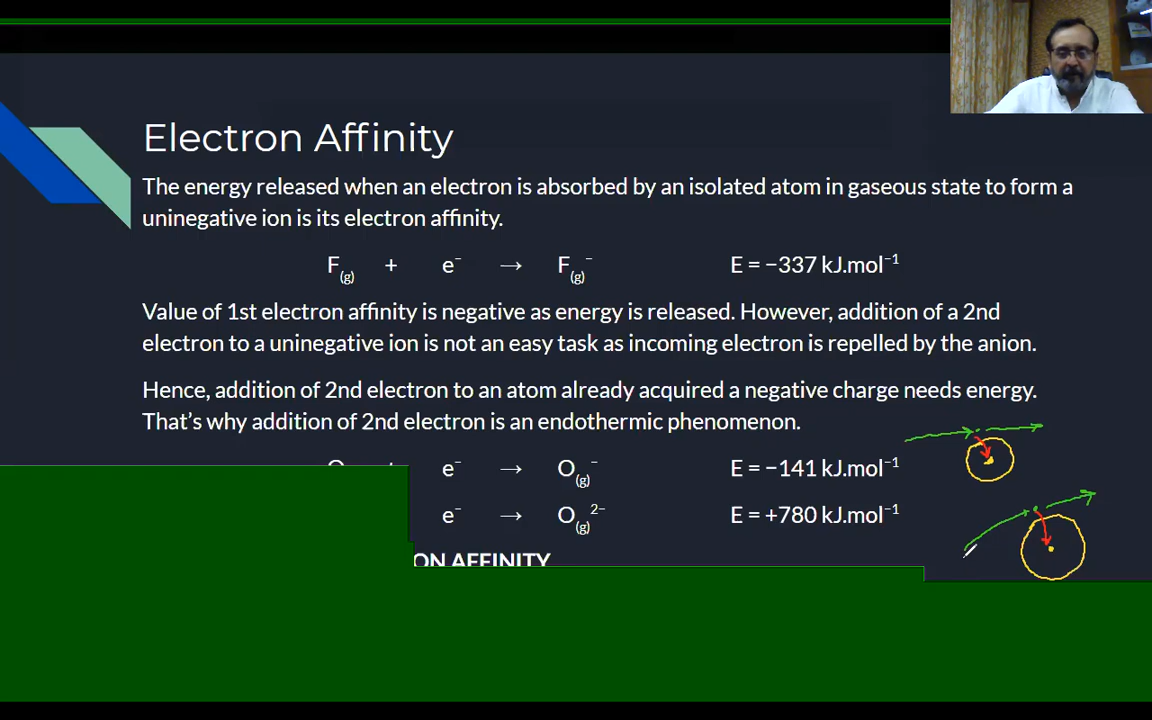 Electron Affinity
The energy released when an electron is absorbed by an isolated atom in gaseous state to form a
uninegative ion is its electron affinity.
F(g) + e⁻ → F(g)⁻ E = −337 kJ.mol⁻¹
Value of 1st electron affinity is negative as energy is released. However, addition of a 2nd
electron to a uninegative ion is not an easy task as incoming electron is repelled by the anion.
Hence, addition of 2nd electron to an atom already acquired a negative charge needs energy.
That’s why addition of 2nd electron is an endothermic phenomenon.
e⁻ → O(g)⁻ E = −141 kJ.mol⁻¹
e⁻ → O(g)²⁻ E = +780 kJ.mol⁻¹
ON AFFINITY